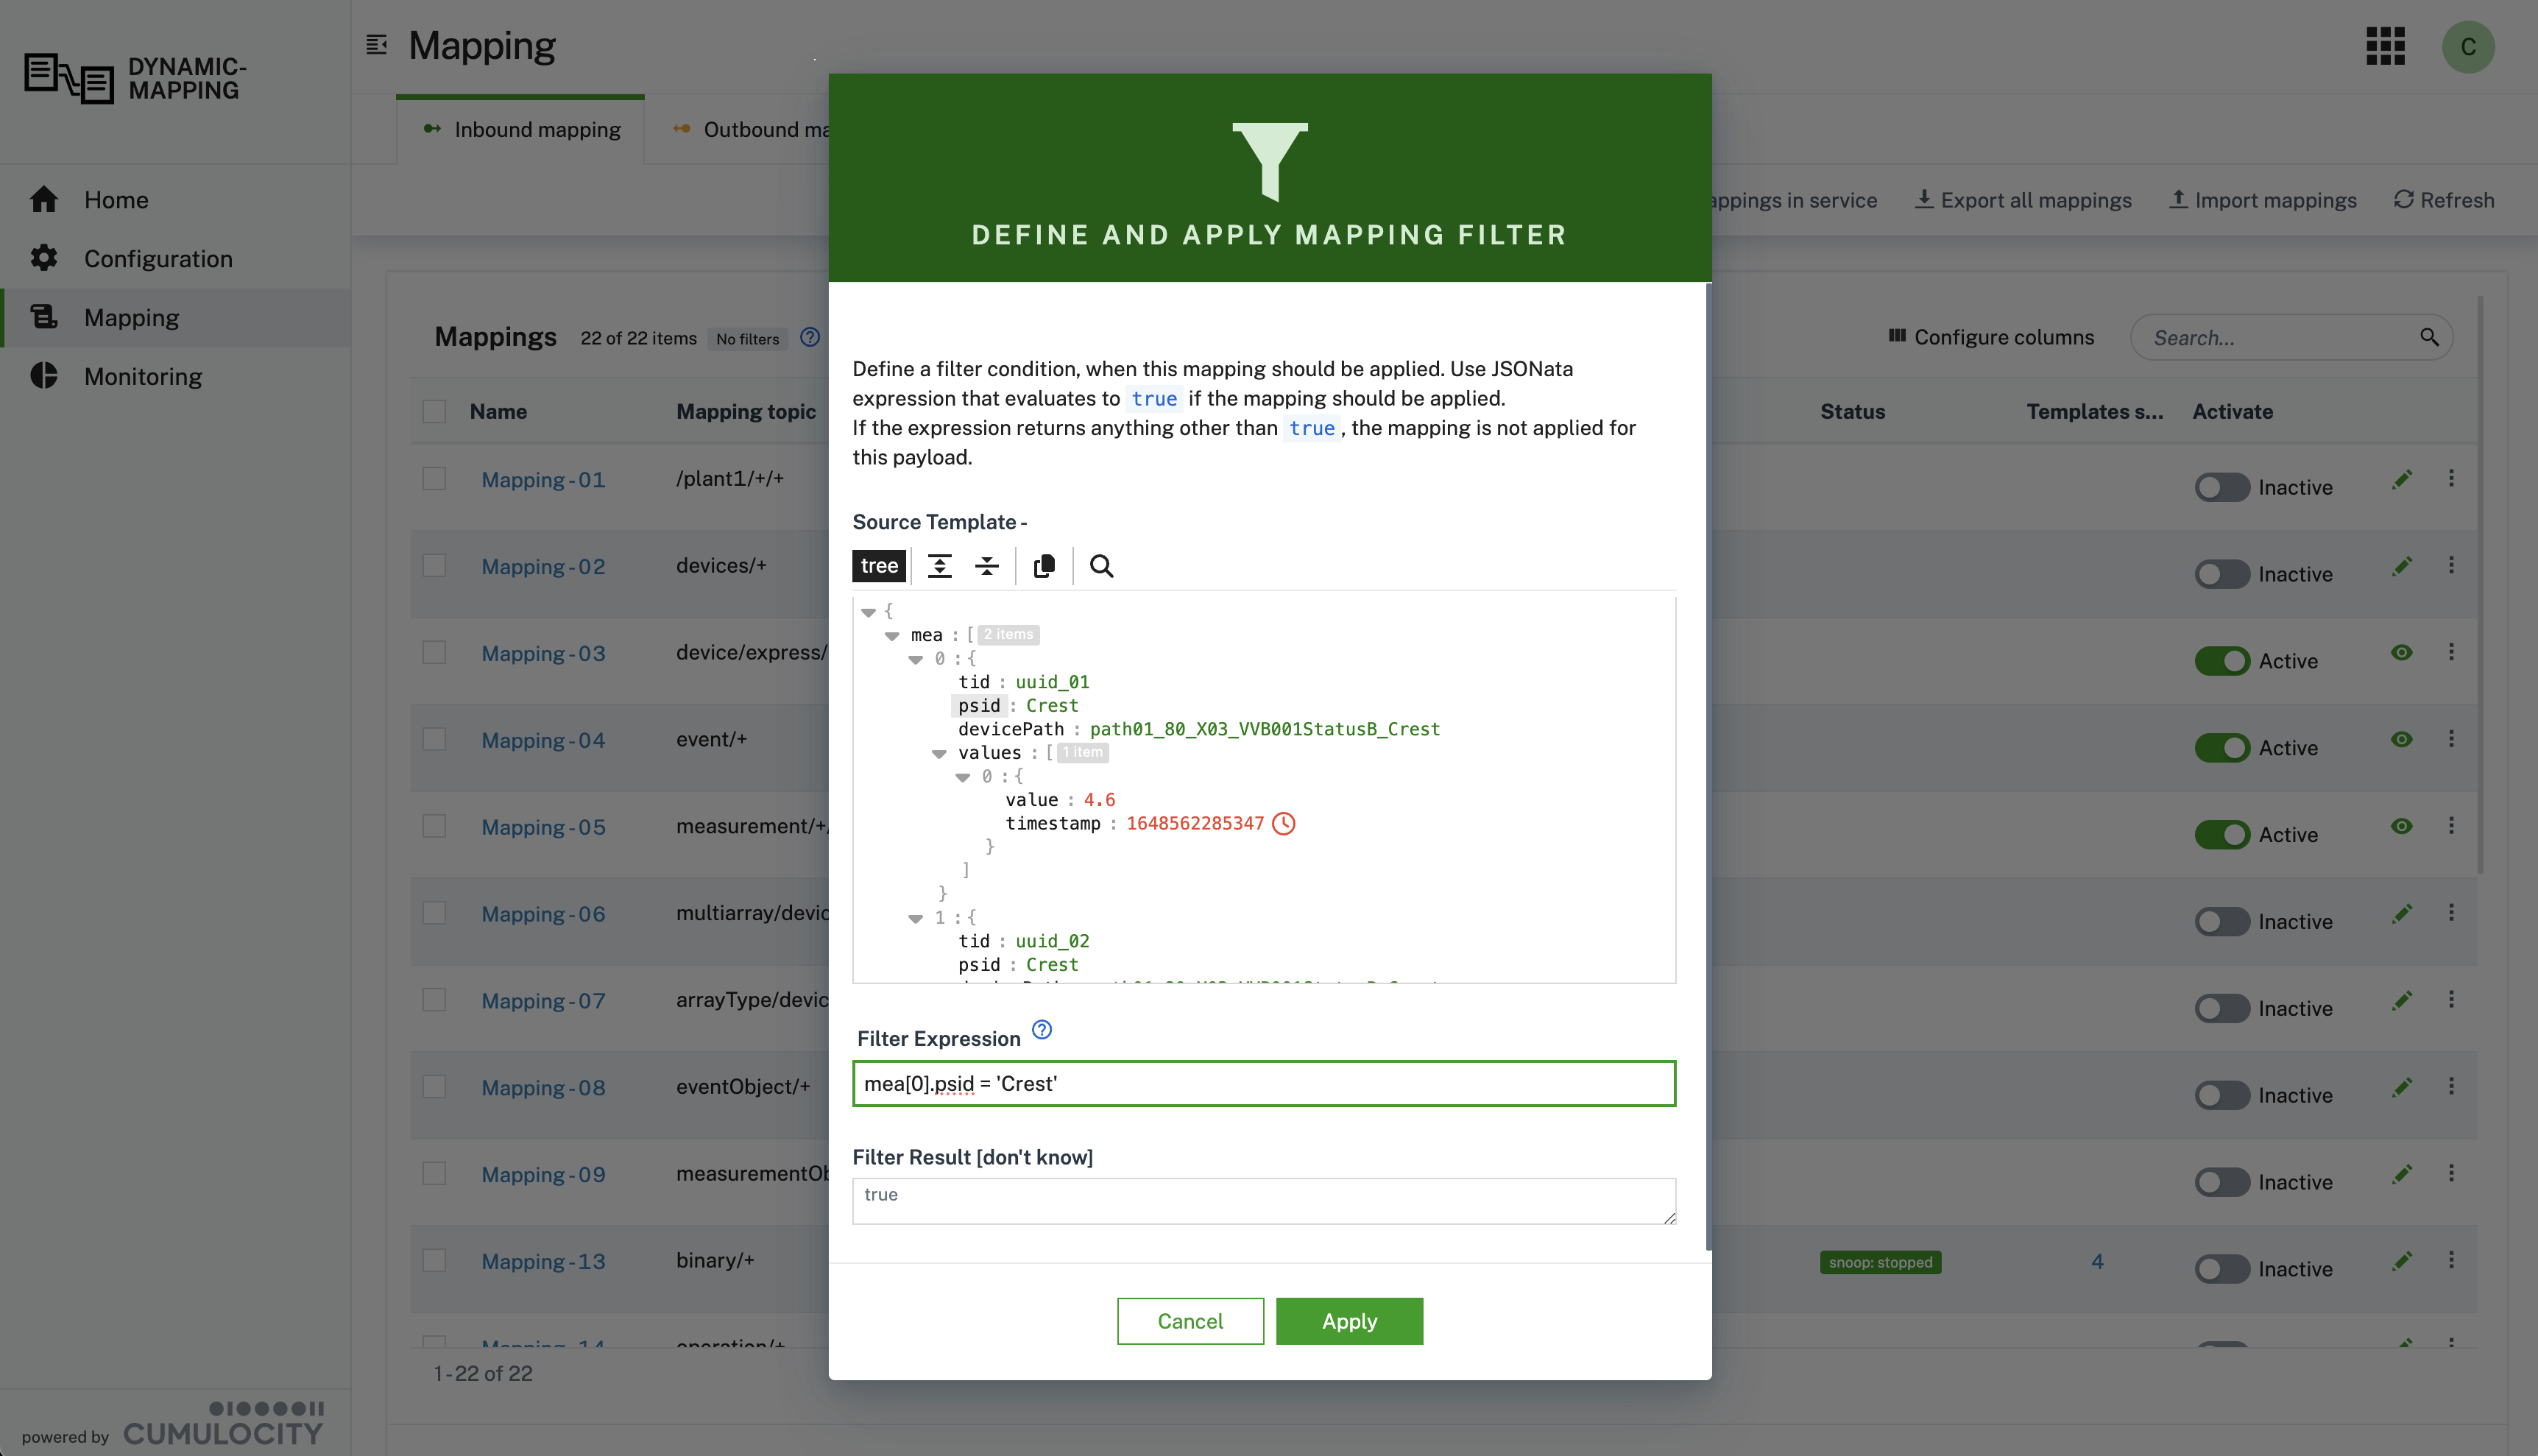 DYNAMIC-
MAPPING
Home
Configuration
Mapping
Monitoring
powered by CUMULOCITY
Mapping
C
Inbound mapping
Outbound ma
appings in service
Export all mappings
Import mappings
Refresh
Mappings 22 of 22 items No filters
Configure columns
Search...
Name Mapping topic Status Templates s... Activate
Mapping-01 /plant1/+/+ Inactive
Mapping-02 devices/+ Inactive
Mapping-03 device/express/ Active
Mapping-04 event/+ Active
Mapping-05 measurement/+/ Active
Mapping-06 multiarray/devic Inactive
Mapping-07 arrayType/devic Inactive
Mapping-08 eventObject/+ Inactive
Mapping-09 measurementOb Inactive
Mapping-13 binary/+ snoop: stopped 4 Inactive
Mapping-14 operation/+
1-22 of 22
DEFINE AND APPLY MAPPING FILTER
Define a filter condition, when this mapping should be applied. Use JSONata
expression that evaluates to true if the mapping should be applied.
If the expression returns anything other than true , the mapping is not applied for
this payload.
Source Template -
tree
{
mea : [ 2 items
0 : {
tid : uuid_01
psid : Crest
devicePath : path01_80_X03_VVB001StatusB_Crest
values : [ 1 item
0 : {
value : 4.6
timestamp : 1648562285347
}
]
}
1 : {
tid : uuid_02
psid : Crest
Filter Expression ?
mea[0].psid = 'Crest'
Filter Result [don't know]
true
Cancel
Apply